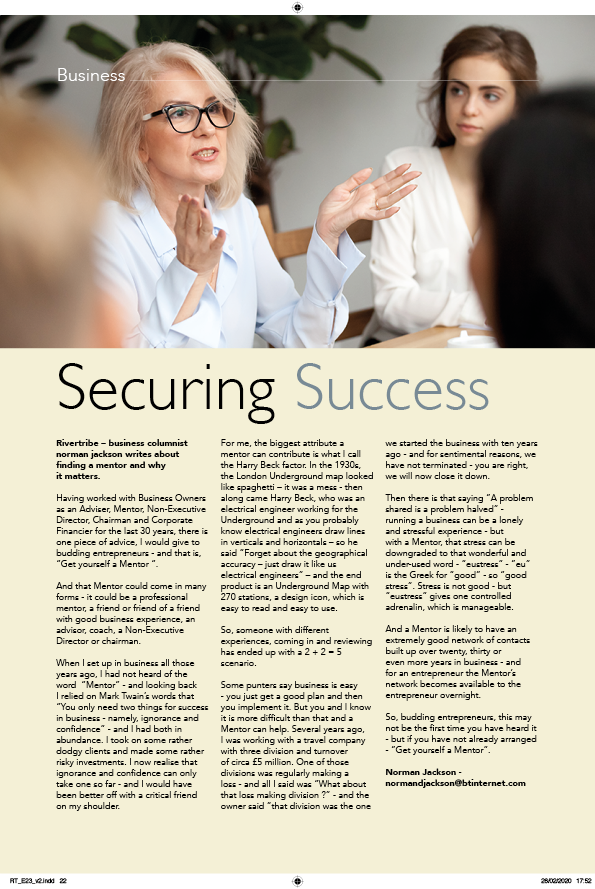 Business
Securing Success
Rivertribe – business columnist
norman jackson writes about
finding a mentor and why
it matters.
Having worked with Business Owners
as an Adviser, Mentor, Non-Executive
Director, Chairman and Corporate
Financier for the last 30 years, there is
one piece of advice, I would give to
budding entrepreneurs - and that is,
“Get yourself a Mentor “.
And that Mentor could come in many
forms - it could be a professional
mentor, a friend or friend of a friend
with good business experience, an
advisor, coach, a Non-Executive
Director or chairman.
When I set up in business all those
years ago, I had not heard of the
word  “Mentor” - and looking back
I relied on Mark Twain’s words that
“You only need two things for success
in business - namely, ignorance and
confidence” - and I had both in
abundance. I took on some rather
dodgy clients and made some rather
risky investments. I now realise that
ignorance and confidence can only
take one so far - and I would have
been better off with a critical friend
on my shoulder.
For me, the biggest attribute a
mentor can contribute is what I call
the Harry Beck factor. In the 1930s,
the London Underground map looked
like spaghetti – it was a mess - then
along came Harry Beck, who was an
electrical engineer working for the
Underground and as you probably
know electrical engineers draw lines
in verticals and horizontals – so he
said “Forget about the geographical
accuracy – just draw it like us
electrical engineers” – and the end
product is an Underground Map with
270 stations, a design icon, which is
easy to read and easy to use.
So, someone with different
experiences, coming in and reviewing
has ended up with a 2 + 2 = 5
scenario.
Some punters say business is easy
- you just get a good plan and then
you implement it. But you and I know
it is more difficult than that and a
Mentor can help. Several years ago,
I was working with a travel company
with three division and turnover
of circa £5 million. One of those
divisions was regularly making a
loss - and all I said was “What about
that loss making division ?” - and the
owner said “that division was the one
we started the business with ten years
ago - and for sentimental reasons, we
have not terminated - you are right,
we will now close it down.
Then there is that saying “A problem
shared is a problem halved” -
running a business can be a lonely
and stressful experience - but
with a Mentor, that stress can be
downgraded to that wonderful and
under-used word - “eustress” - “eu”
is the Greek for “good” - so “good
stress”. Stress is not good - but
“eustress” gives one controlled
adrenalin, which is manageable.
And a Mentor is likely to have an
extremely good network of contacts
built up over twenty, thirty or
even more years in business - and
for an entrepreneur the Mentor’s
network becomes available to the
entrepreneur overnight.
So, budding entrepreneurs, this may
not be the first time you have heard it
- but if you have not already arranged
- “Get yourself a Mentor”.
Norman Jackson -
normandjackson@btinternet.com
RT_E23_v2.indd   22
28/02/2020   17:52